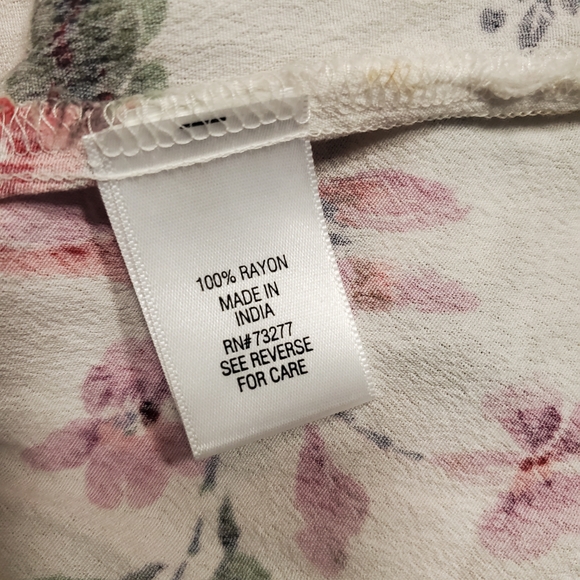 100% RAYON
MADE IN
INDIA
RN#73277
SEE REVERSE
FOR CARE